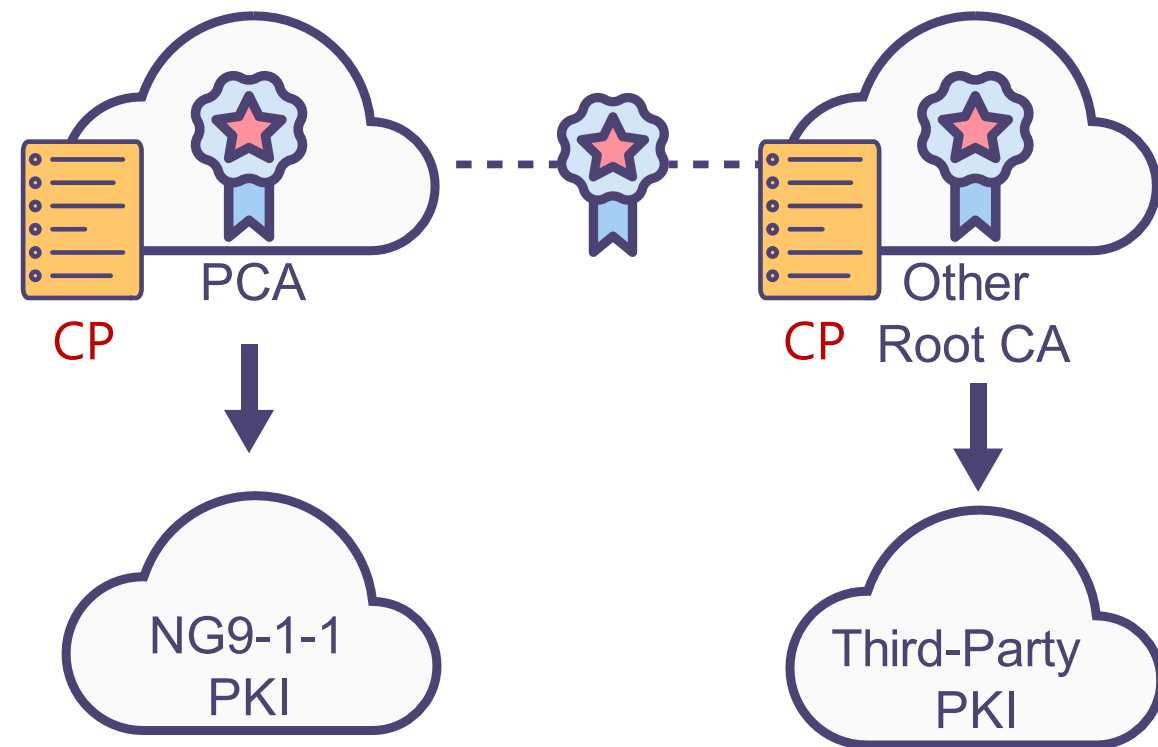 PCA
CP
Other
Root CA
CP
NG9-1-1
PKI
Third-Party
PKI